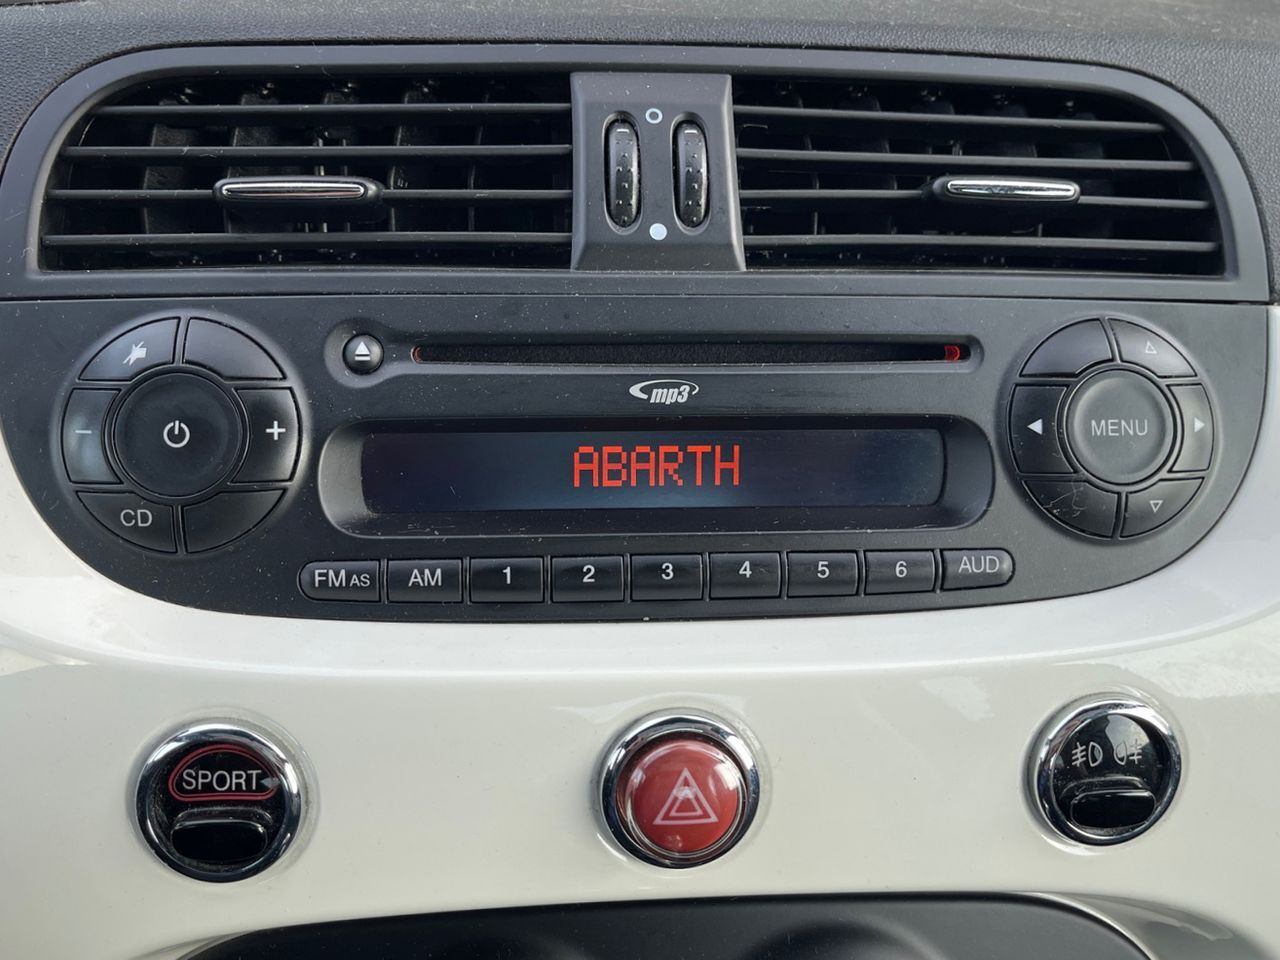 mp3
ABARTH
MENU
CD
FM AS AM 1 2 3 4 5 6 AUD
SPORT